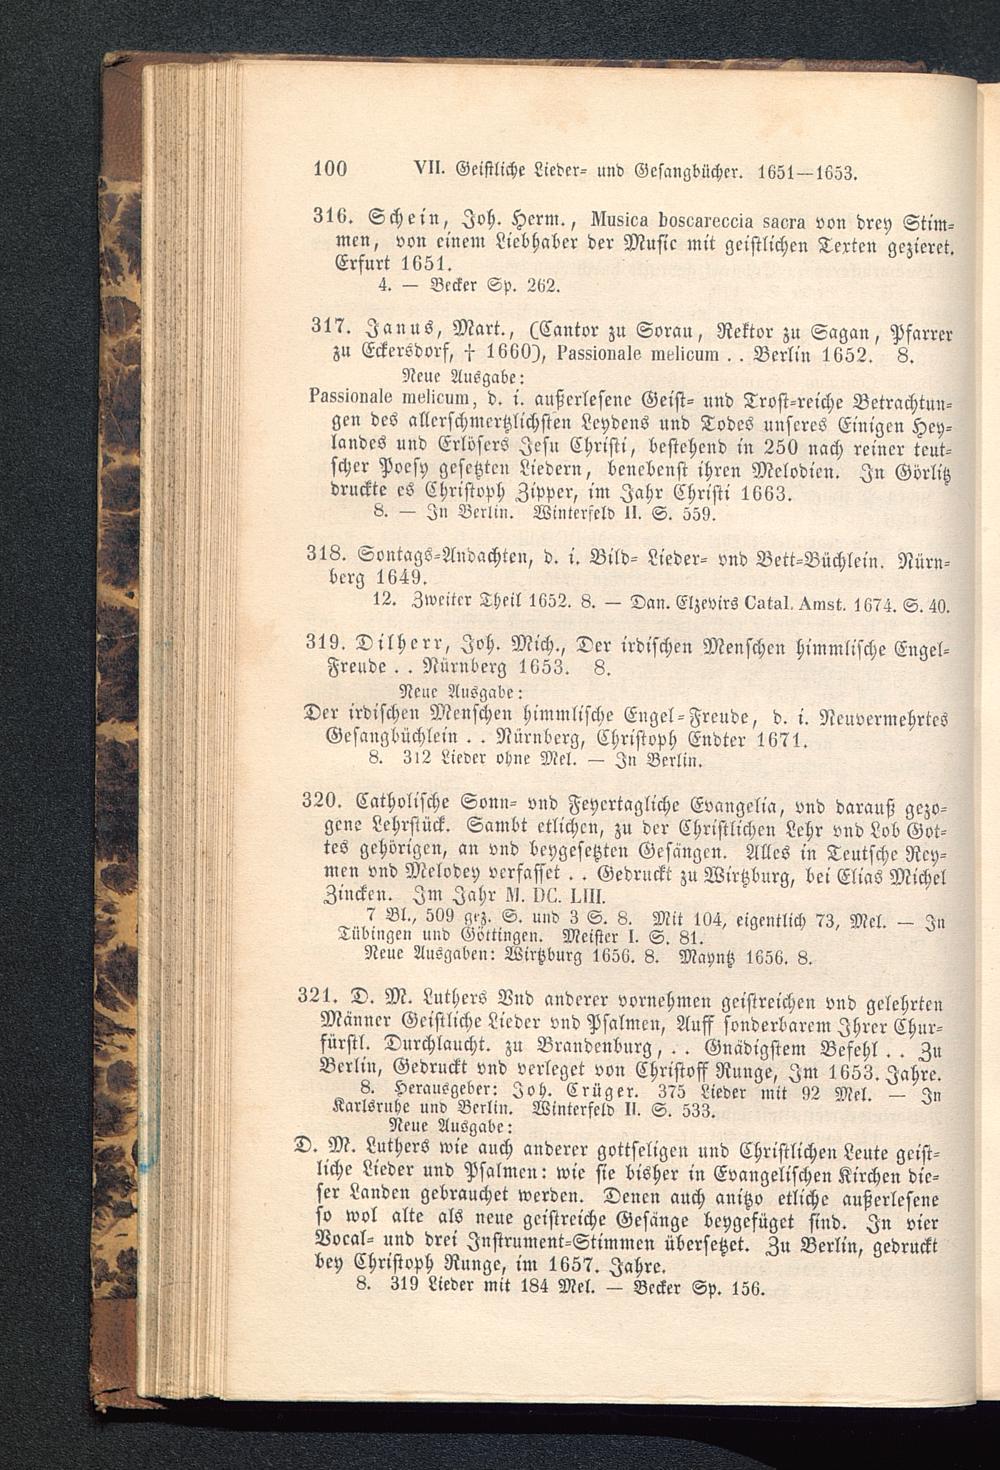 100 VII. Geistliche Lieder- und Gesangbücher. 1651—1653.
316. Schein, Joh. Herm., Musica boscareccia sacra von drey Stim-
men, von einem Liebhaber der Music mit geistlichen Texten gezieret.
Erfurt 1651.
4. — Becker Sp. 262.
317. Janus, Mart., (Cantor zu Sorau, Rektor zu Sagan, Pfarrer
zu Eckersdorf, † 1660), Passionale melicum . . Berlin 1652. 8.
Neue Ausgabe:
Passionale melicum, d. i. außerlesene Geist- und Trost-reiche Betrachtun-
gen des allerschmertzlichsten Leydens und Todes unseres Einigen Hey-
landes und Erlösers Jesu Christi, bestehend in 250 nach reiner teut-
scher Poesy gesetzten Liedern, benebenst ihren Melodien. In Görlitz
druckte es Christoph Zipper, im Jahr Christi 1663.
8. — In Berlin. Winterfeld II. S. 559.
318. Sontags-Andachten, d. i. Bild- Lieder- vnd Bett-Büchlein. Nürn-
berg 1649.
12. Zweiter Theil 1652. 8. — Dan. Elzevirs Catal. Amst. 1674. S. 40.
319. Dilherr, Joh. Mich., Der irdischen Menschen himmlische Engel-
Freude . . Nürnberg 1653. 8.
Neue Ausgabe:
Der irdischen Menschen himmlische Engel-Freude, d. i. Neuvermehrtes
Gesangbüchlein . . Nürnberg, Christoph Endter 1671.
8. 312 Lieder ohne Mel. — In Berlin.
320. Catholische Sonn- vnd Feyertagliche Evangelia, vnd darauß gezo-
gene Lehrstück. Sambt etlichen, zu der Christlichen Lehr vnd Lob Got-
tes gehörigen, an vnd beygesetzten Gesängen. Alles in Teutsche Rey-
men vnd Melodey verfasset . . Gedruckt zu Wirtzburg, bei Elias Michel
Zincken. Im Jahr M. DC. LIII.
7 Bl., 509 gez. S. und 3 S. 8. Mit 104, eigentlich 73, Mel. — In
Tübingen und Göttingen. Meister I. S. 81.
Neue Ausgaben: Wirtzburg 1656. 8. Mayntz 1656. 8.
321. D. M. Luthers Vnd anderer vornehmen geistreichen vnd gelehrten
Männer Geistliche Lieder vnd Psalmen, Auff sonderbarem Ihrer Chur-
fürstl. Durchlaucht. zu Brandenburg, . . Gnädigstem Befehl . . Zu
Berlin, Gedruckt vnd verleget von Christoff Runge, Im 1653. Jahre.
8. Herausgeber: Joh. Crüger. 375 Lieder mit 92 Mel. — In
Karlsruhe und Berlin. Winterfeld II. S. 533.
Neue Ausgabe:
D. M. Luthers wie auch anderer gottseligen und Christlichen Leute geist-
liche Lieder und Psalmen: wie sie bisher in Evangelischen Kirchen die-
ser Landen gebrauchet werden. Denen auch anitzo etliche außerlesene
so wol alte als neue geistreiche Gesänge beygefüget sind. In vier
Vocal- und drei Instrument-Stimmen übersetzet. Zu Berlin, gedruckt
bey Christoph Runge, im 1657. Jahre.
8. 319 Lieder mit 184 Mel. — Becker Sp. 156.